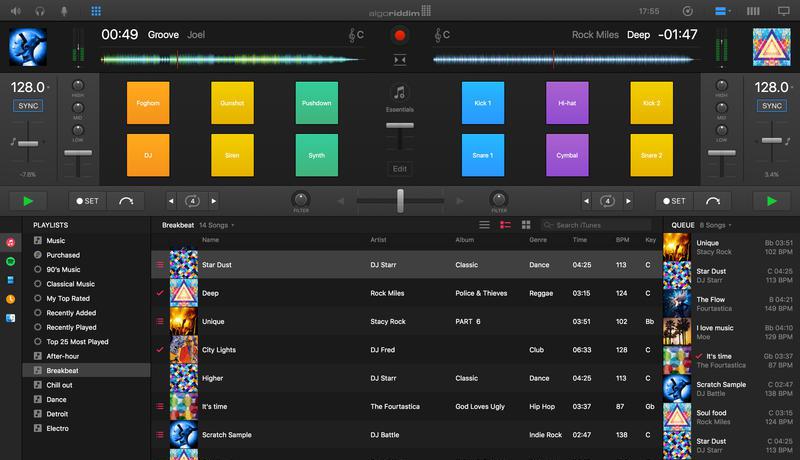 algoriddim
17:55
00:49 Groove Joel C
C Rock Miles Deep -01:47
128.0
SYNC
-7.8%
HIGH
MID
LOW
Foghorn Gunshot Pushdown
DJ Siren Synth
Essentials
Edit
Kick 1 Hi-hat Kick 2
Snare 1 Cymbal Snare 2
HIGH
MID
LOW
128.0
SYNC
3.4%
SET 4 FILTER FILTER 4 SET
PLAYLISTS
Music
Purchased
90's Music
Classical Music
My Top Rated
Recently Added
Recently Played
Top 25 Most Played
After-hour
Breakbeat
Chill out
Dance
Detroit
Electro
Breakbeat 14 Songs
Search iTunes
Name Artist Album Genre Time BPM Key
Star Dust DJ Starr Classic Dance 04:25 113 C
Deep Rock Miles Police & Thieves Reggae 03:15 124 C
Unique Stacy Rock PART 6 03:51 102 Bb
City Lights DJ Fred Club 06:33 128 C
Higher DJ Starr Classic Dance 04:25 113 C
It's time The Fourtastica God Loves Ugly Hip Hop 03:37 87 Gb
Scratch Sample DJ Battle Indie Rock 02:47 138 C
QUEUE 8 Songs
Unique Bb 03:51
Stacy Rock 102 BPM
Star Dust C 04:25
DJ Starr 113 BPM
The Flow B 04:21
Fourtastica 149 BPM
I love music Bb 04:10
Moe 129 BPM
It's time Gb 03:37
The Fourtastica 87 BPM
Scratch Sample C 02:47
DJ Battle 138 BPM
Soul food C 03:15
Rock Miles 124 BPM
Star Dust C 04:25
DJ Starr 113 BPM